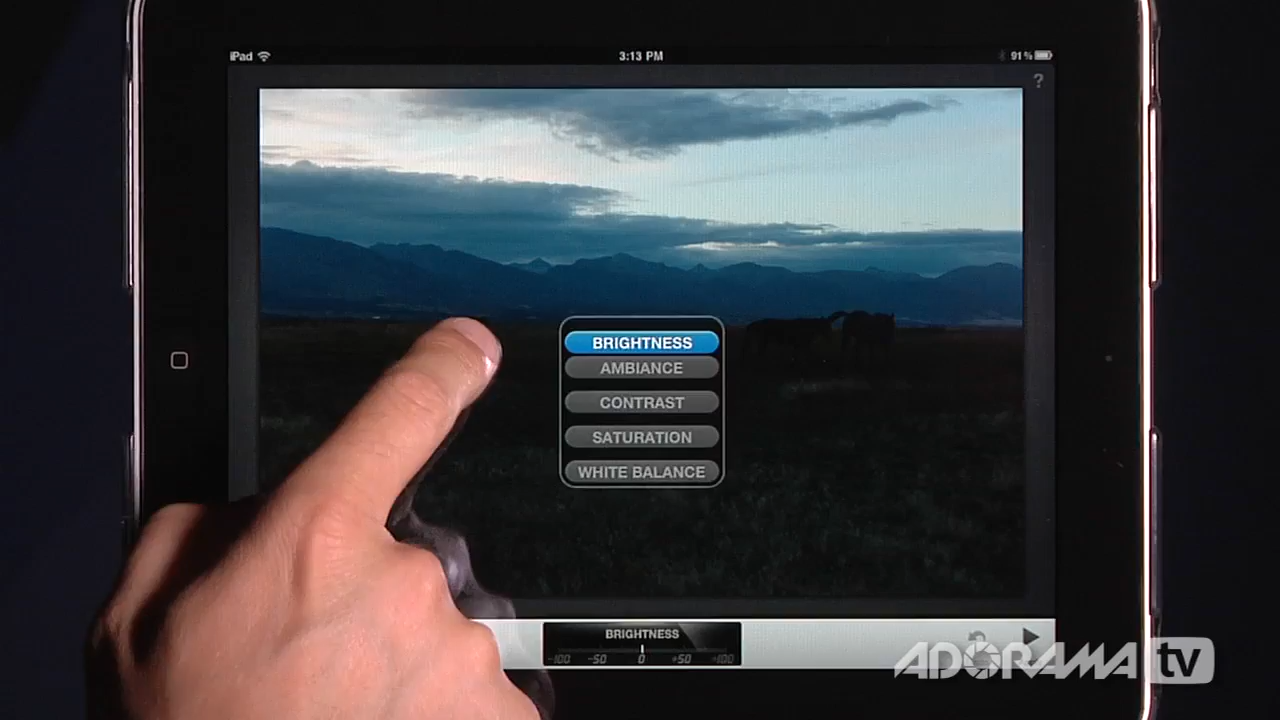 iPad 3:13 PM 91%
?
BRIGHTNESS
AMBIANCE
CONTRAST
SATURATION
WHITE BALANCE
BRIGHTNESS
-100 -50 0 +50 +100
ADORAMA tv